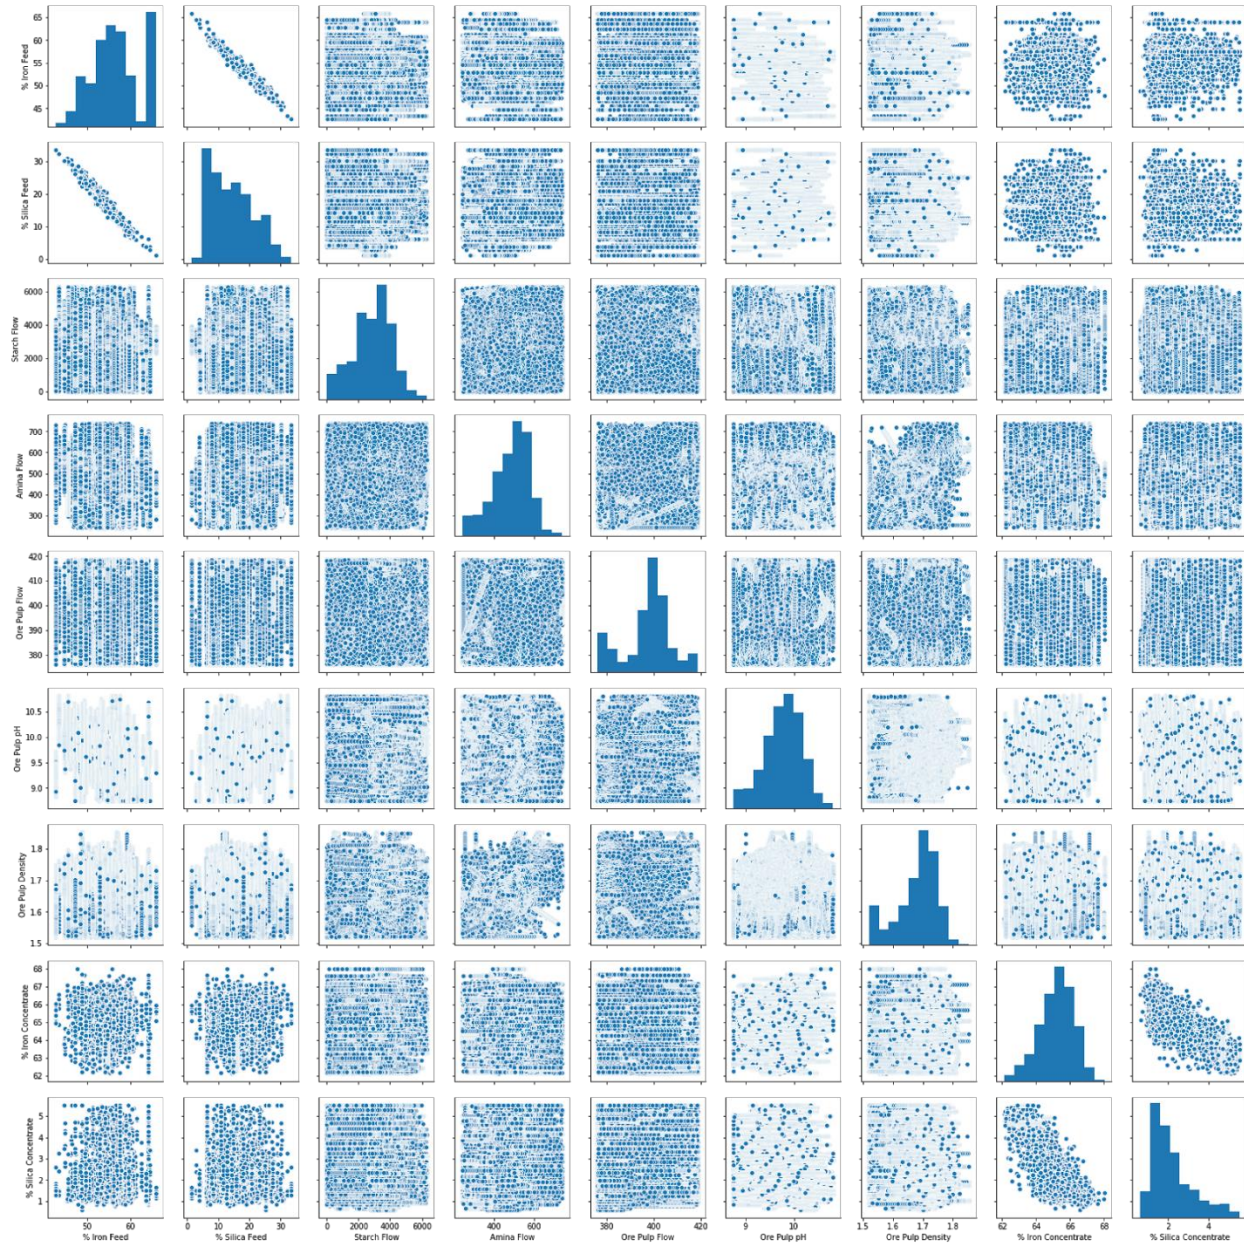 % Iron Feed
65
60
55
50
45
% Silica Feed
30
20
10
0
Starch Flow
6000
4000
2000
0
Amina Flow
700
600
500
400
300
Ore Pulp Flow
420
410
400
390
380
Ore Pulp pH
10.5
10.0
9.5
9.0
Ore Pulp Density
1.8
1.7
1.6
1.5
% Iron Concentrate
68
67
66
65
64
63
62
% Silica Concentrate
5
4
3
2
1
50 60
0 10 20 30
0 2000 4000 6000
400 600
380 400 420
9 10
1.5 1.6 1.7 1.8
62 64 66 68
2 4
% Iron Feed
% Silica Feed
Starch Flow
Amina Flow
Ore Pulp Flow
Ore Pulp pH
Ore Pulp Density
% Iron Concentrate
% Silica Concentrate